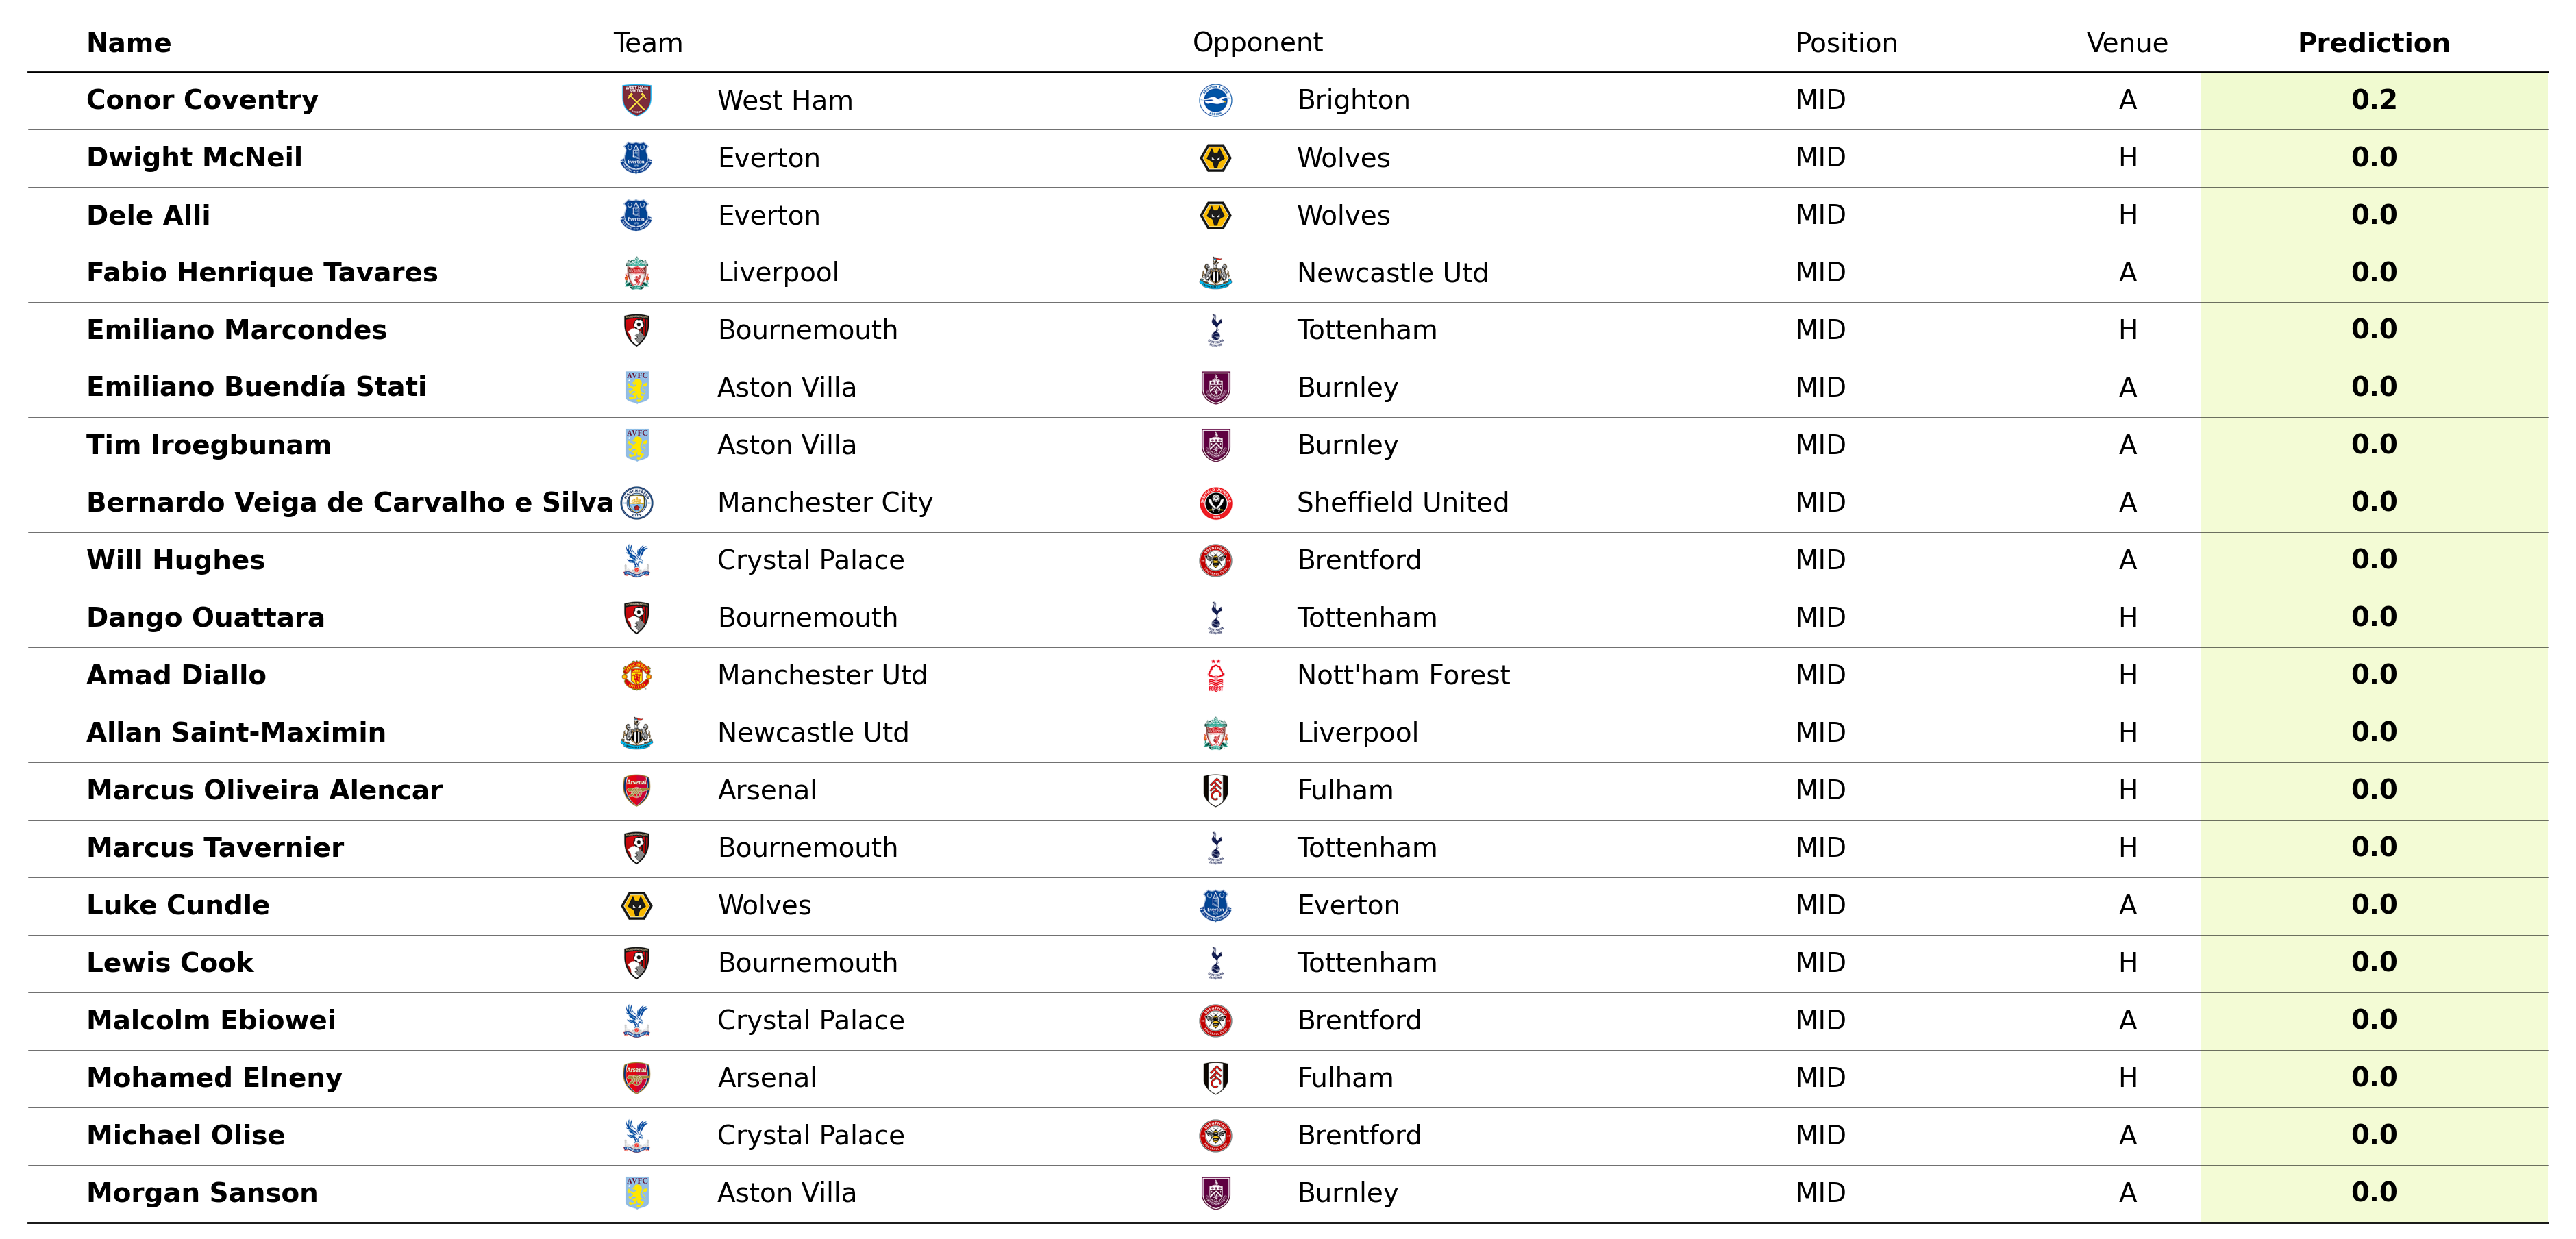 Name Team Opponent Position Venue Prediction
Conor Coventry West Ham Brighton MID A 0.2
Dwight McNeil Everton Wolves MID H 0.0
Dele Alli Everton Wolves MID H 0.0
Fabio Henrique Tavares Liverpool Newcastle Utd MID A 0.0
Emiliano Marcondes Bournemouth Tottenham MID H 0.0
Emiliano Buendía Stati Aston Villa Burnley MID A 0.0
Tim Iroegbunam Aston Villa Burnley MID A 0.0
Bernardo Veiga de Carvalho e Silva Manchester City Sheffield United MID A 0.0
Will Hughes Crystal Palace Brentford MID A 0.0
Dango Ouattara Bournemouth Tottenham MID H 0.0
Amad Diallo Manchester Utd Nott'ham Forest MID H 0.0
Allan Saint-Maximin Newcastle Utd Liverpool MID H 0.0
Marcus Oliveira Alencar Arsenal Fulham MID H 0.0
Marcus Tavernier Bournemouth Tottenham MID H 0.0
Luke Cundle Wolves Everton MID A 0.0
Lewis Cook Bournemouth Tottenham MID H 0.0
Malcolm Ebiowei Crystal Palace Brentford MID A 0.0
Mohamed Elneny Arsenal Fulham MID H 0.0
Michael Olise Crystal Palace Brentford MID A 0.0
Morgan Sanson Aston Villa Burnley MID A 0.0